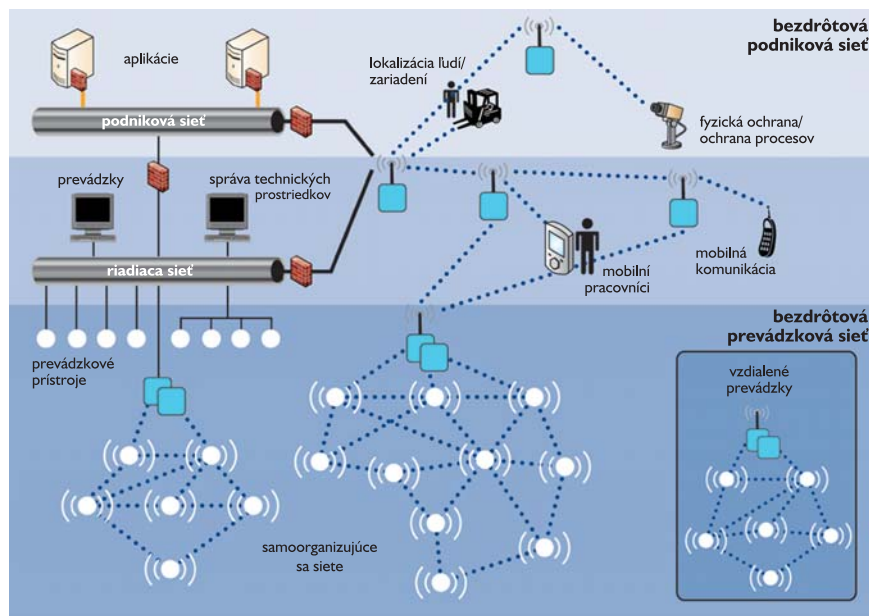 bezdrôtová
podniková sieť
aplikácie
lokalizácia ľudí/
zariadení
podniková sieť
fyzická ochrana/
ochrana procesov
prevádzky
správa technických
prostriedkov
riadiaca sieť
mobilní
pracovníci
mobilná
komunikácia
bezdrôtová
prevádzková sieť
prevádzkové
prístroje
vzdialené
prevádzky
samoorganizujúce
sa siete